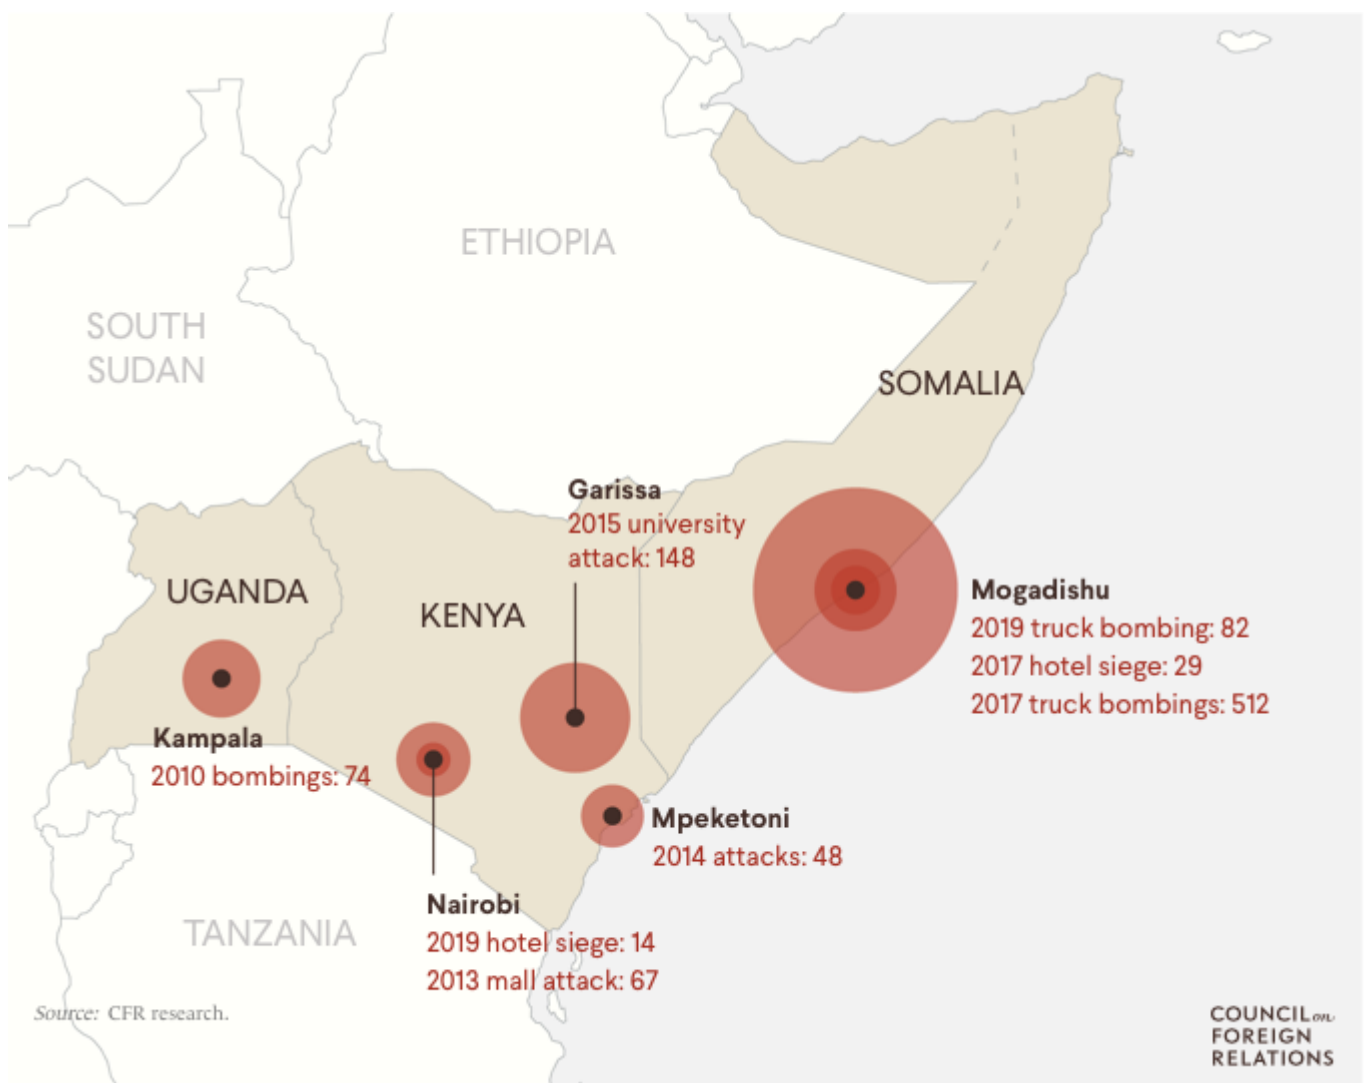 ETHIOPIA
SOUTH
SUDAN
SOMALIA
Garissa
2015 university
attack: 148
UGANDA
KENYA
Mogadishu
2019 truck bombing: 82
2017 hotel siege: 29
2017 truck bombings: 512
Kampala
2010 bombings: 74
Mpeketoni
2014 attacks: 48
Nairobi
2019 hotel siege: 14
2013 mall attack: 67
TANZANIA
Source: CFR research.
COUNCIL on
FOREIGN
RELATIONS